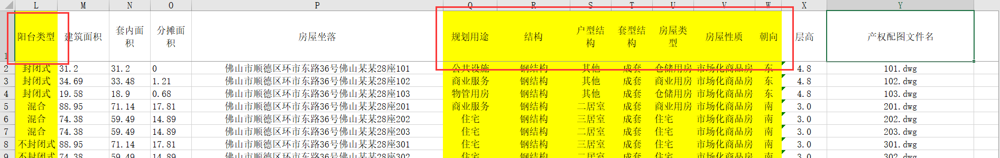 L M N O P Q R S T U V W X Y
1 阳台类型 建筑面积 套内面积 分摊面积 房屋坐落 规划用途 结构 户型结构 套型结构 房屋类型 房屋性质 朝向 层高 产权配图文件名
2 封闭式 31.2 31.2 0 佛山市顺德区环市东路36号佛山某某28座101 公共设施 钢结构 其他 成套 仓储用房 市场化商品房 东 4.8 101.dwg
3 封闭式 34.69 33.48 1.21 佛山市顺德区环市东路36号佛山某某28座102 商业服务 钢结构 其他 成套 商业用房 市场化商品房 东 4.8 102.dwg
4 封闭式 19.58 18.9 0.68 佛山市顺德区环市东路36号佛山某某28座103 物管用房 钢结构 其他 成套 仓储用房 市场化商品房 东 4.8 103.dwg
5 混合 88.95 71.14 17.81 佛山市顺德区环市东路36号佛山某某28座201 商业服务 钢结构 二居室 成套 商业用房 市场化商品房 南 3.0 201.dwg
6 混合 74.38 59.49 14.89 佛山市顺德区环市东路36号佛山某某28座202 住宅 钢结构 三居室 成套 住宅 市场化商品房 南 3.0 202.dwg
7 混合 74.38 59.49 14.89 佛山市顺德区环市东路36号佛山某某28座203 住宅 钢结构 二居室 成套 住宅 市场化商品房 南 3.0 203.dwg
8 不封闭式 88.95 71.14 17.81 佛山市顺德区环市东路36号佛山某某28座301 住宅 钢结构 三居室 成套 住宅 市场化商品房 南 3.0 301.dwg
9 不封闭式 74.38 59.49 14.89 佛山市顺德区环市东路36号佛山某某28座302 住宅 钢结构 二居室 成套 住宅 市场化商品房 南 3.0 302.dwg